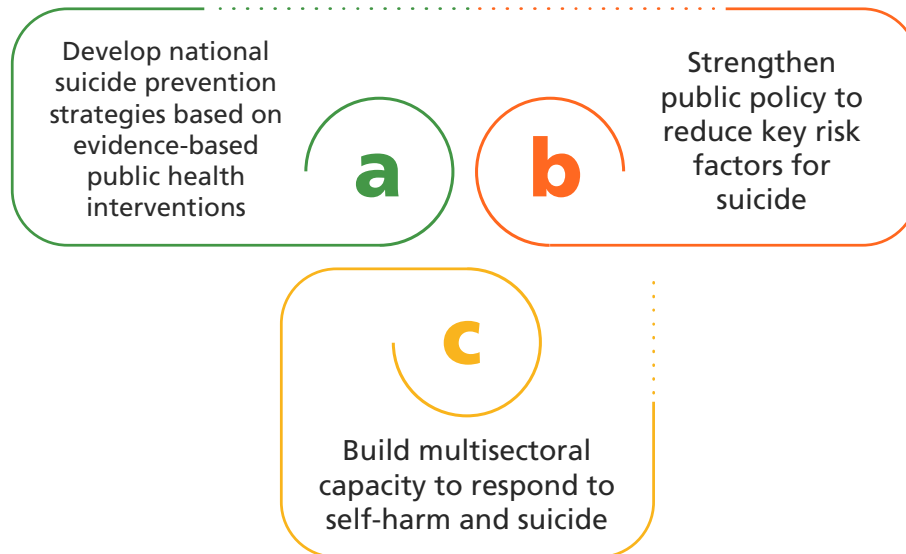 Develop national
suicide prevention
strategies based on
evidence-based
public health
interventions
a
b
Strengthen
public policy to
reduce key risk
factors for
suicide
c
Build multisectoral
capacity to respond to
self-harm and suicide